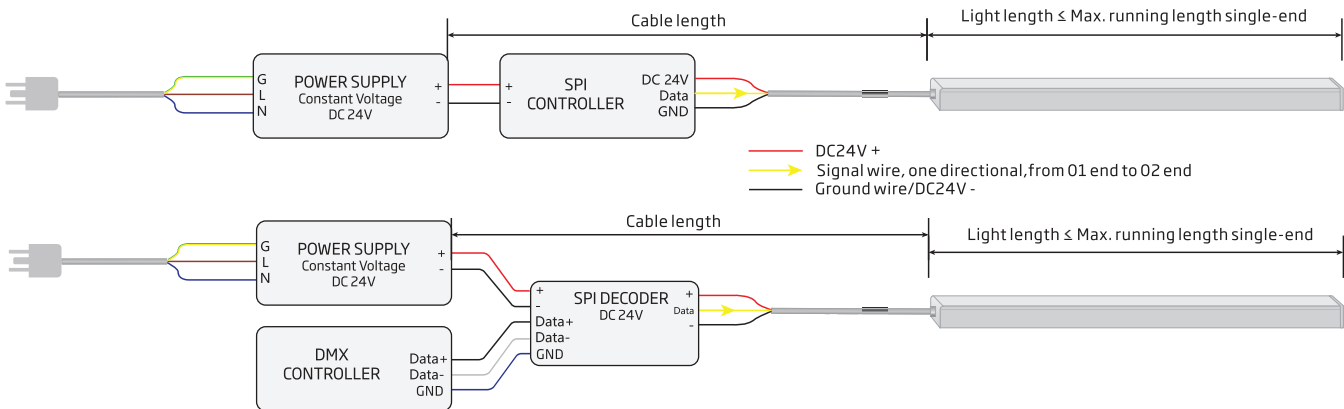 Cable length
Light length ≤ Max. running length single-end
G
L
N
POWER SUPPLY
Constant Voltage
DC 24V
+
-
+
-
SPI
CONTROLLER
DC 24V
Data
GND
DC24V +
Signal wire, one directional,from 01 end to 02 end
Ground wire/DC24V -
Cable length
Light length ≤ Max. running length single-end
G
L
N
POWER SUPPLY
Constant Voltage
DC 24V
+
-
+
-
Data+
Data-
GND
SPI DECODER
DC 24V
+
Data
-
DMX
CONTROLLER
Data+
Data-
GND